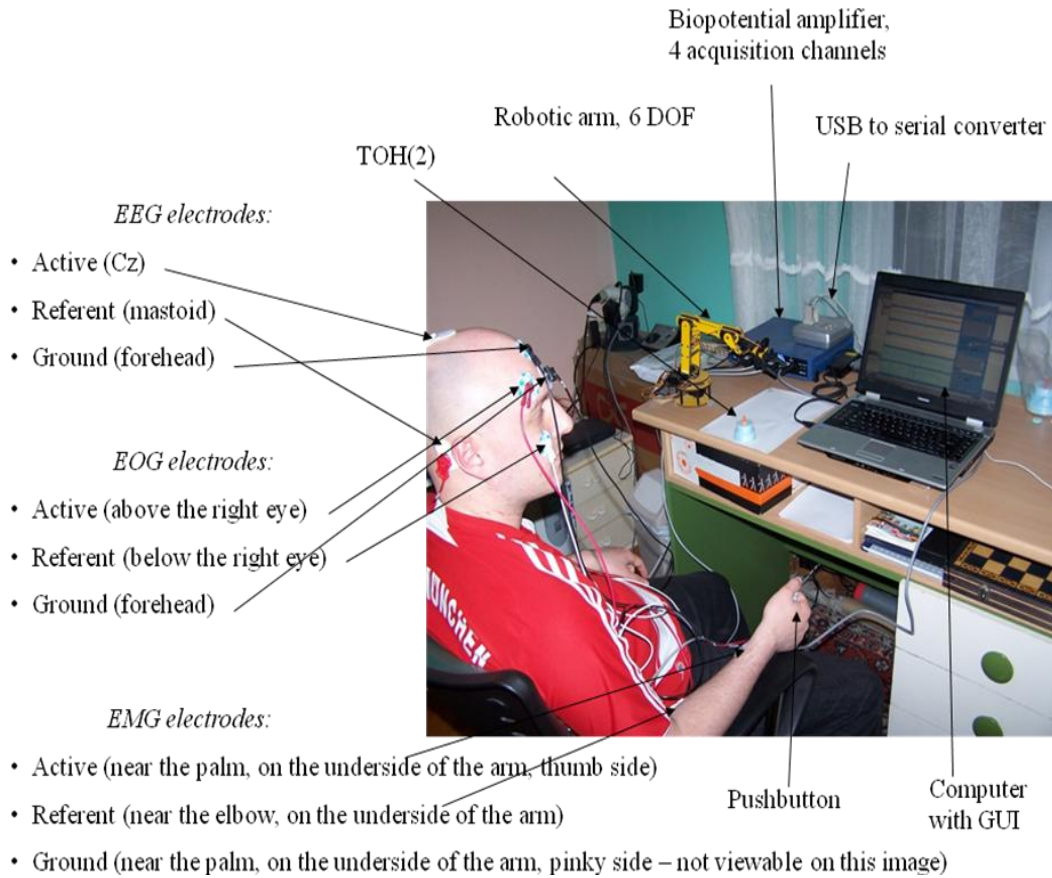 Biopotential amplifier,
4 acquisition channels
Robotic arm, 6 DOF
USB to serial converter
TOH(2)
EEG electrodes:
• Active (Cz)
• Referent (mastoid)
• Ground (forehead)
EOG electrodes:
• Active (above the right eye)
• Referent (below the right eye)
• Ground (forehead)
MÜNCHEN
EMG electrodes:
• Active (near the palm, on the underside of the arm, thumb side)
• Referent (near the elbow, on the underside of the arm)
• Ground (near the palm, on the underside of the arm, pinky side – not viewable on this image)
Pushbutton
Computer
with GUI